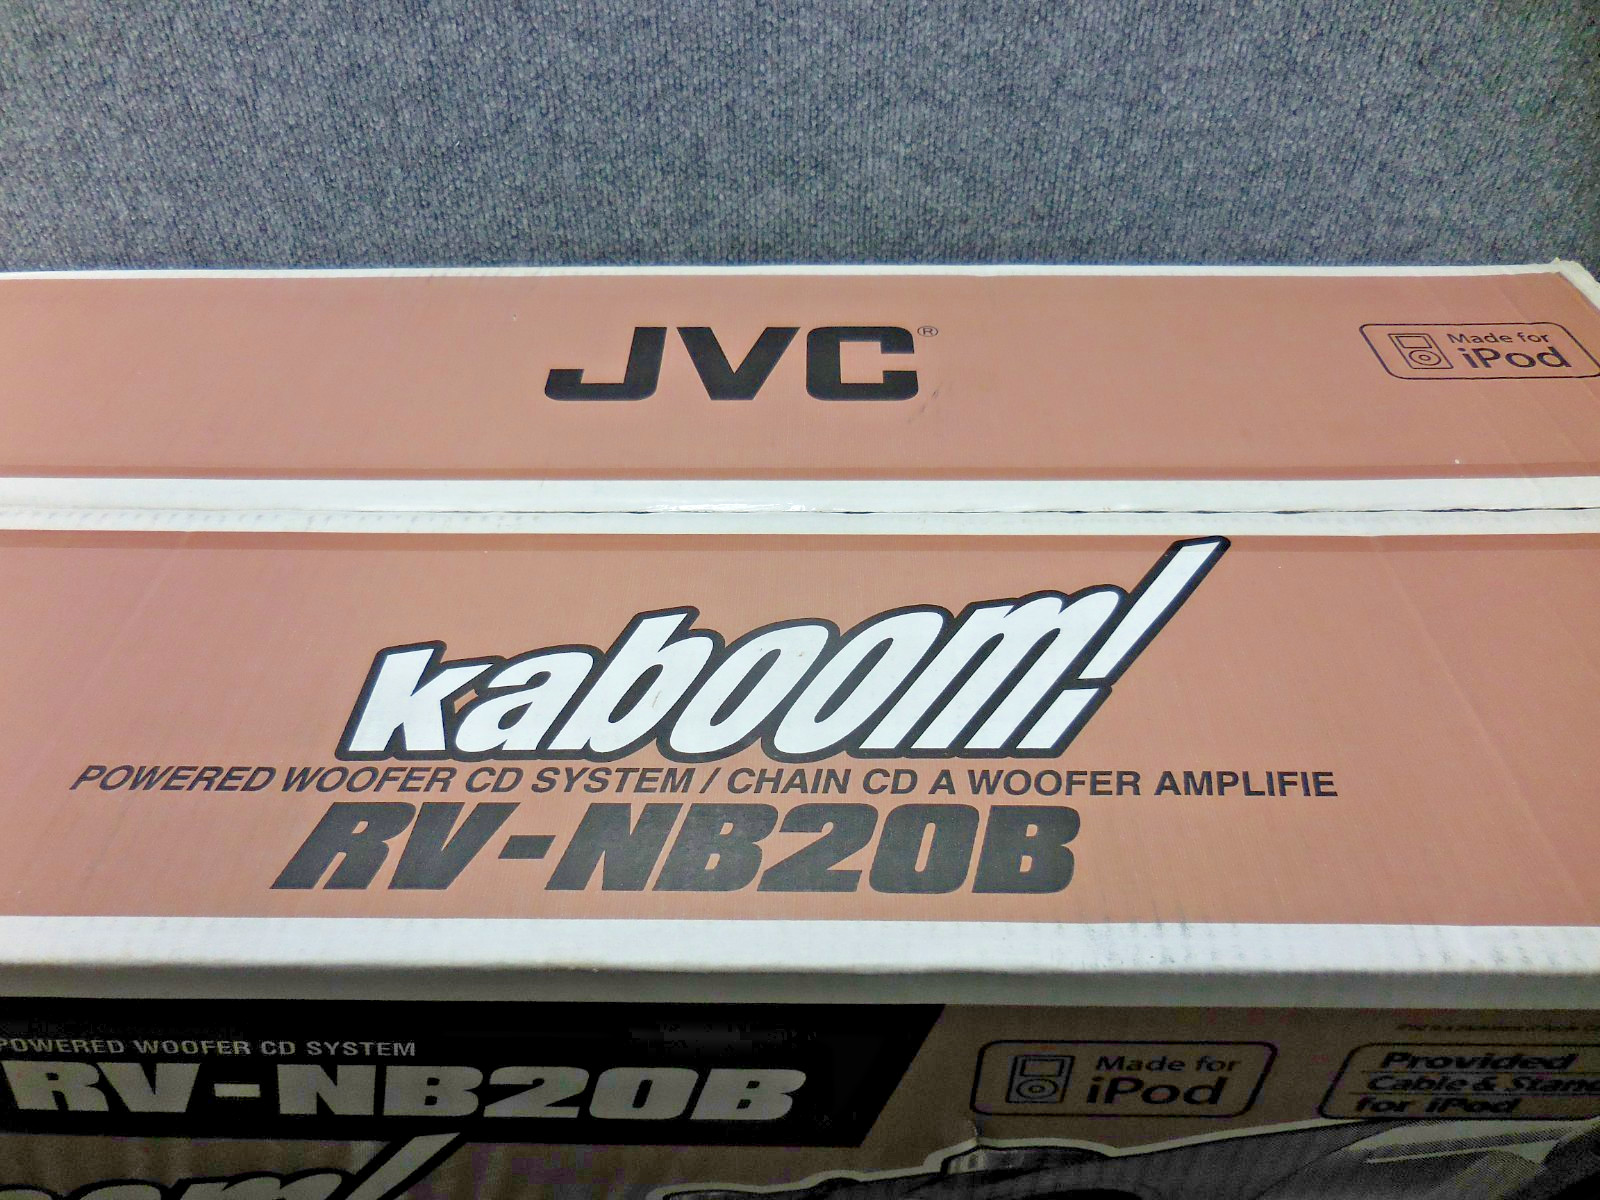 JVC®
Made for
iPod
kaboom!
POWERED WOOFER CD SYSTEM / CHAIN CD A WOOFER AMPLIFIE
RV-NB20B
POWERED WOOFER CD SYSTEM
RV-NB20B
Made for
iPod
Provided
Cable & Stand
for iPod